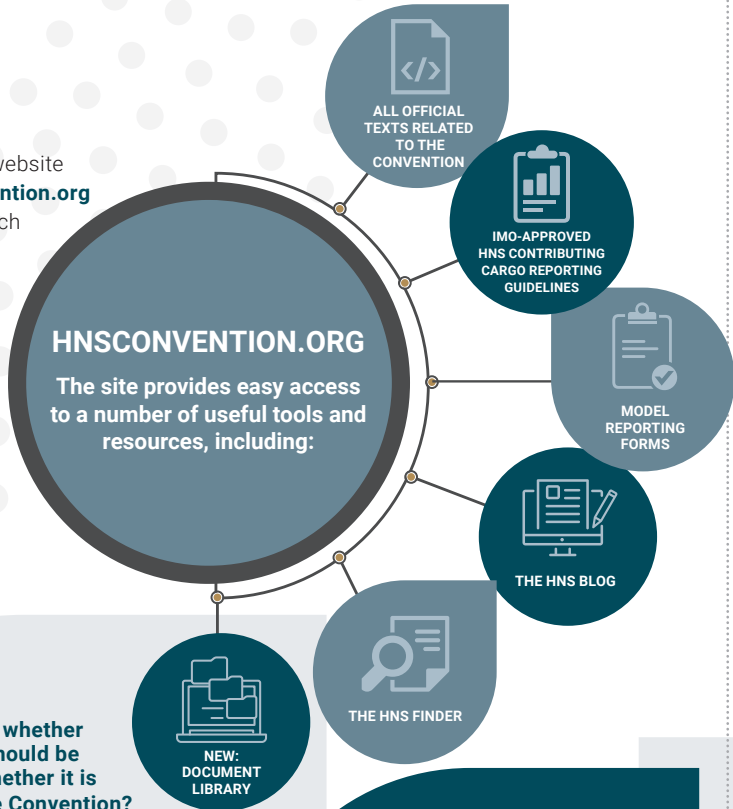 ALL OFFICIAL
TEXTS RELATED
TO THE
CONVENTION
website
ntion.org
ch
IMO-APPROVED
HNS CONTRIBUTING
CARGO REPORTING
GUIDELINES
HNSCONVENTION.ORG
The site provides easy access
to a number of useful tools and
resources, including:
MODEL
REPORTING
FORMS
THE HNS BLOG
THE HNS FINDER
NEW:
DOCUMENT
LIBRARY
whether
hould be
hether it is
e Convention?